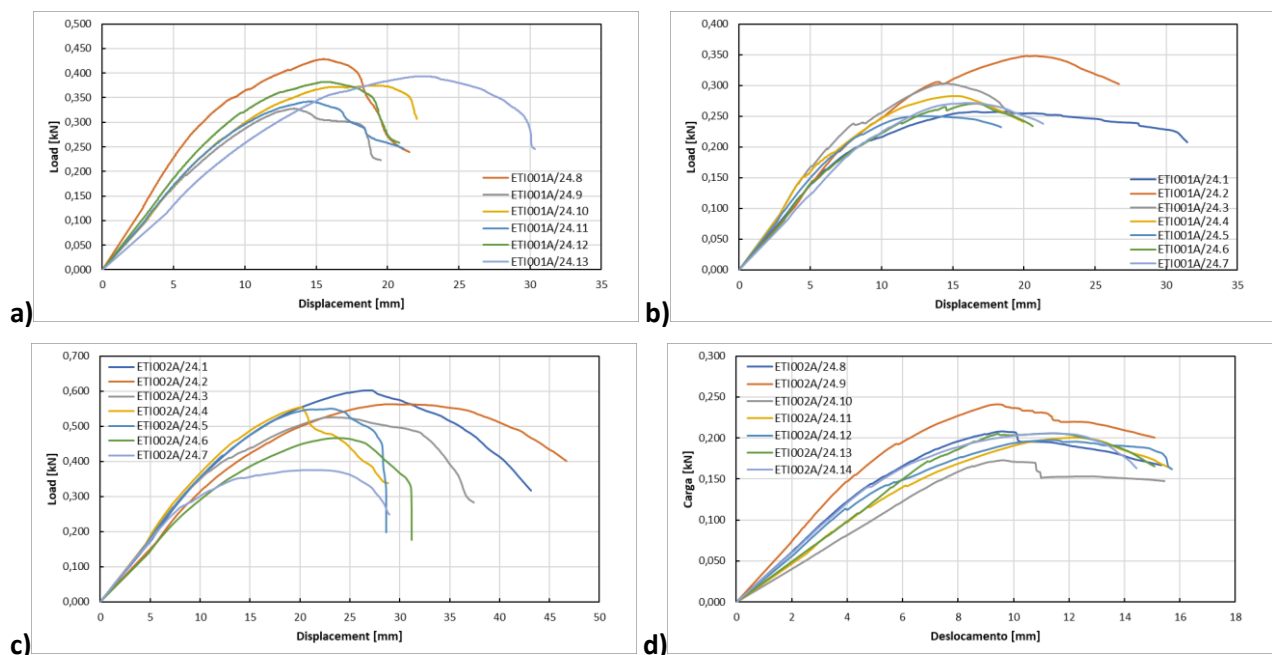 0,500
0,450
0,400
0,350
0,300
0,250
0,200
0,150
0,100
0,050
0,000
Load [kN]
0 5 10 15 20 25 30 35
Displacement [mm]
ETI001A/24.8
ETI001A/24.9
ETI001A/24.10
ETI001A/24.11
ETI001A/24.12
ETI001A/24.13
a)
0,400
0,350
0,300
0,250
0,200
0,150
0,100
0,050
0,000
Load [kN]
0 5 10 15 20 25 30 35
Displacement [mm]
ETI001A/24.1
ETI001A/24.2
ETI001A/24.3
ETI001A/24.4
ETI001A/24.5
ETI001A/24.6
ETI001A/24.7
b)
0,700
0,600
0,500
0,400
0,300
0,200
0,100
0,000
Load [kN]
0 5 10 15 20 25 30 35 40 45 50
Displacement [mm]
ETI002A/24.1
ETI002A/24.2
ETI002A/24.3
ETI002A/24.4
ETI002A/24.5
ETI002A/24.6
ETI002A/24.7
c)
0,300
0,250
0,200
0,150
0,100
0,050
0,000
Carga [kN]
0 2 4 6 8 10 12 14 16 18
Deslocamento [mm]
ETI002A/24.8
ETI002A/24.9
ETI002A/24.10
ETI002A/24.11
ETI002A/24.12
ETI002A/24.13
ETI002A/24.14
d)